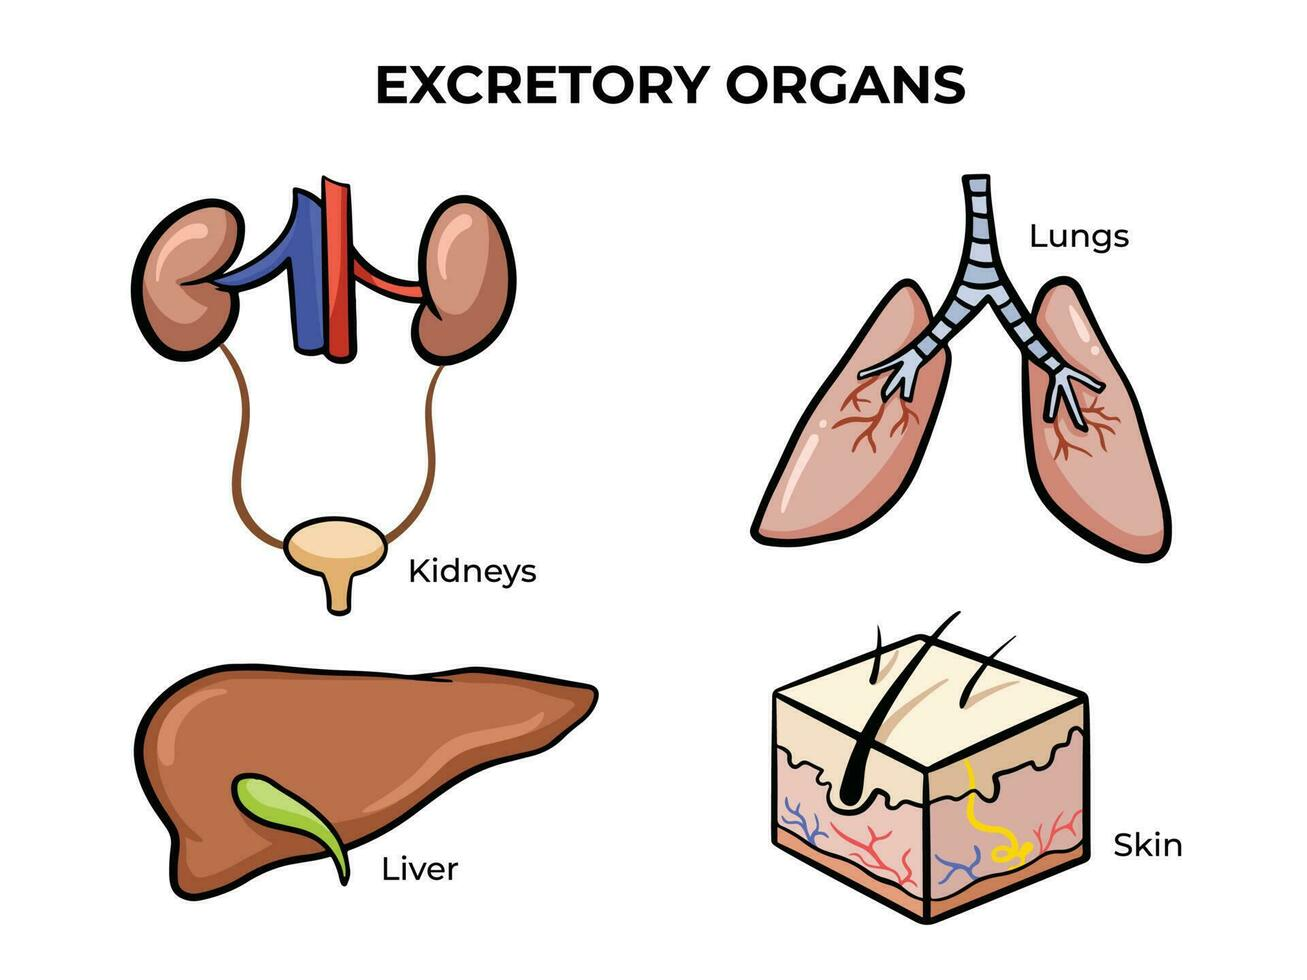 EXCRETORY ORGANS
Lungs
Kidneys
Liver
Skin